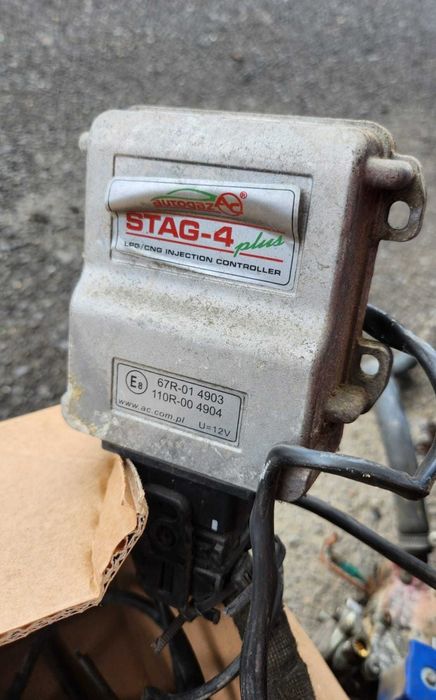 autogaz AC ®
STAG-4 plus
LPG/CNG INJECTION CONTROLLER
E8
67R-01 4903
110R-00 4904
www.ac.com.pl U=12V